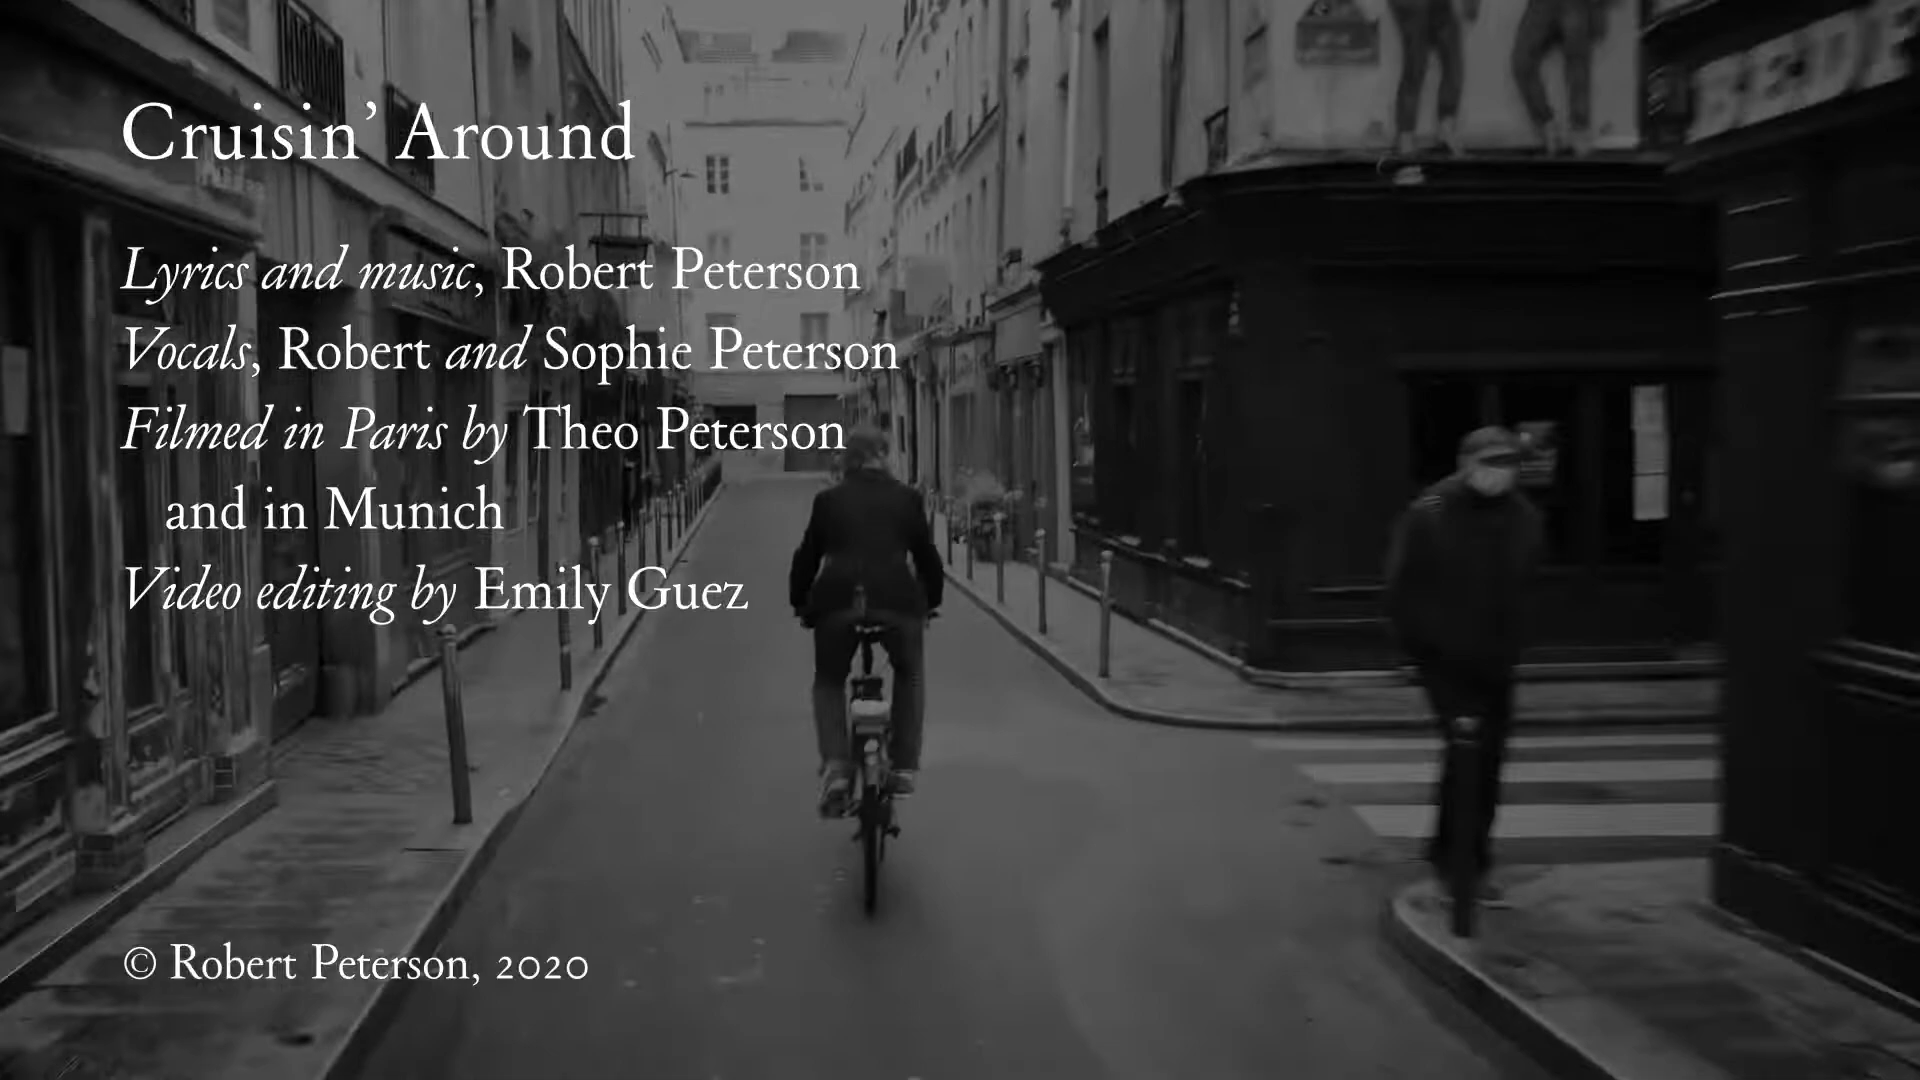 Cruisin’ Around
Lyrics and music, Robert Peterson
Vocals, Robert and Sophie Peterson
Filmed in Paris by Theo Peterson
and in Munich
Video editing by Emily Guez
© Robert Peterson, 2020